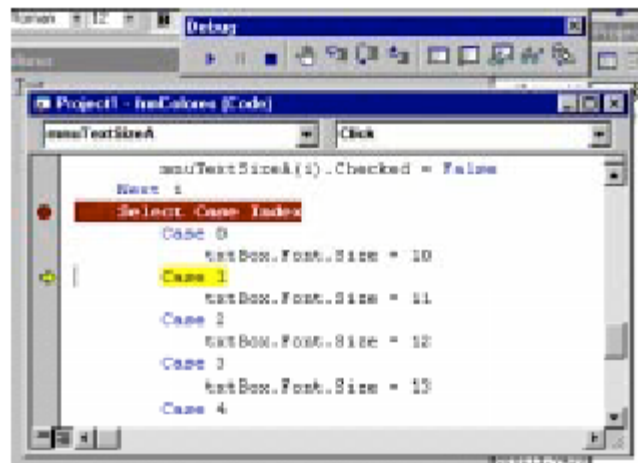 12
Debug
Project1 - frmColores (Code)
mnuTextSizeA
Click
mnuTextSizeA(i).Checked = False
Next i
Select Case Index
Case 0
txtBox.Font.Size = 10
Case 1
txtBox.Font.Size = 11
Case 2
txtBox.Font.Size = 12
Case 3
txtBox.Font.Size = 13
Case 4